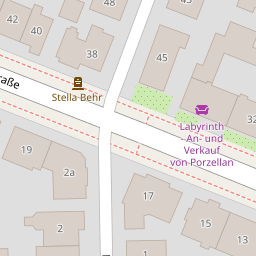 42
40
38
45
raße
Stella Behr
Labyrinth
- An- und
Verkauf
von Porzellan
32
19
2a
17
2
15
13
1